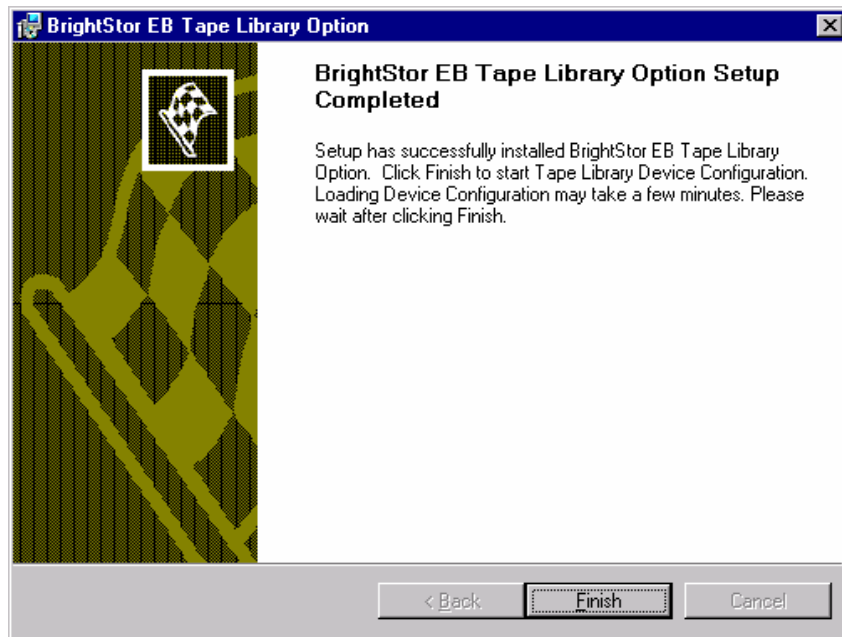 BrightStor EB Tape Library Option
BrightStor EB Tape Library Option Setup
Completed
Setup has successfully installed BrightStor EB Tape Library
Option. Click Finish to start Tape Library Device Configuration.
Loading Device Configuration may take a few minutes. Please
wait after clicking Finish.
< Back
Finish
Cancel